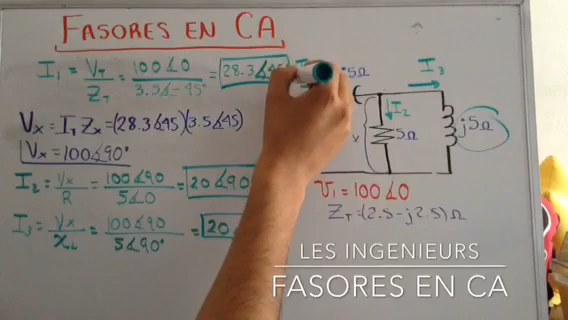 FASORES EN CA
I₁ = V_T / Z_T = 100∡0 / 3.5∡-45° = 28.3∡45
V_X = I₁ Z_X = (28.3∡45)(3.5∡45)
V_X = 100∡90°
I₂ = V_X / R = 100∡90 / 5∡0 = 20∡90
I₃ = V_X / X_L = 100∡90 / 5∡90° = 20
5Ω
I₃
I₂
5Ω
j5Ω
x
V₁ = 100∡0
Z_T = (2.5 - j2.5) Ω
LES INGENIEURS
FASORES EN CA